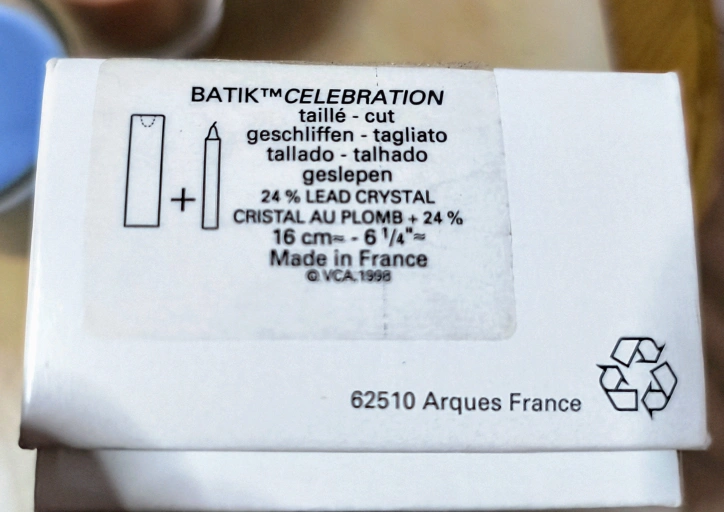 BATIK™CELEBRATION
taillé - cut
geschliffen - tagliato
tallado - talhado
geslepen
24 % LEAD CRYSTAL
CRISTAL AU PLOMB + 24 %
16 cm≈ - 6 1/4"≈
Made in France
© VCA.1998
62510 Arques France